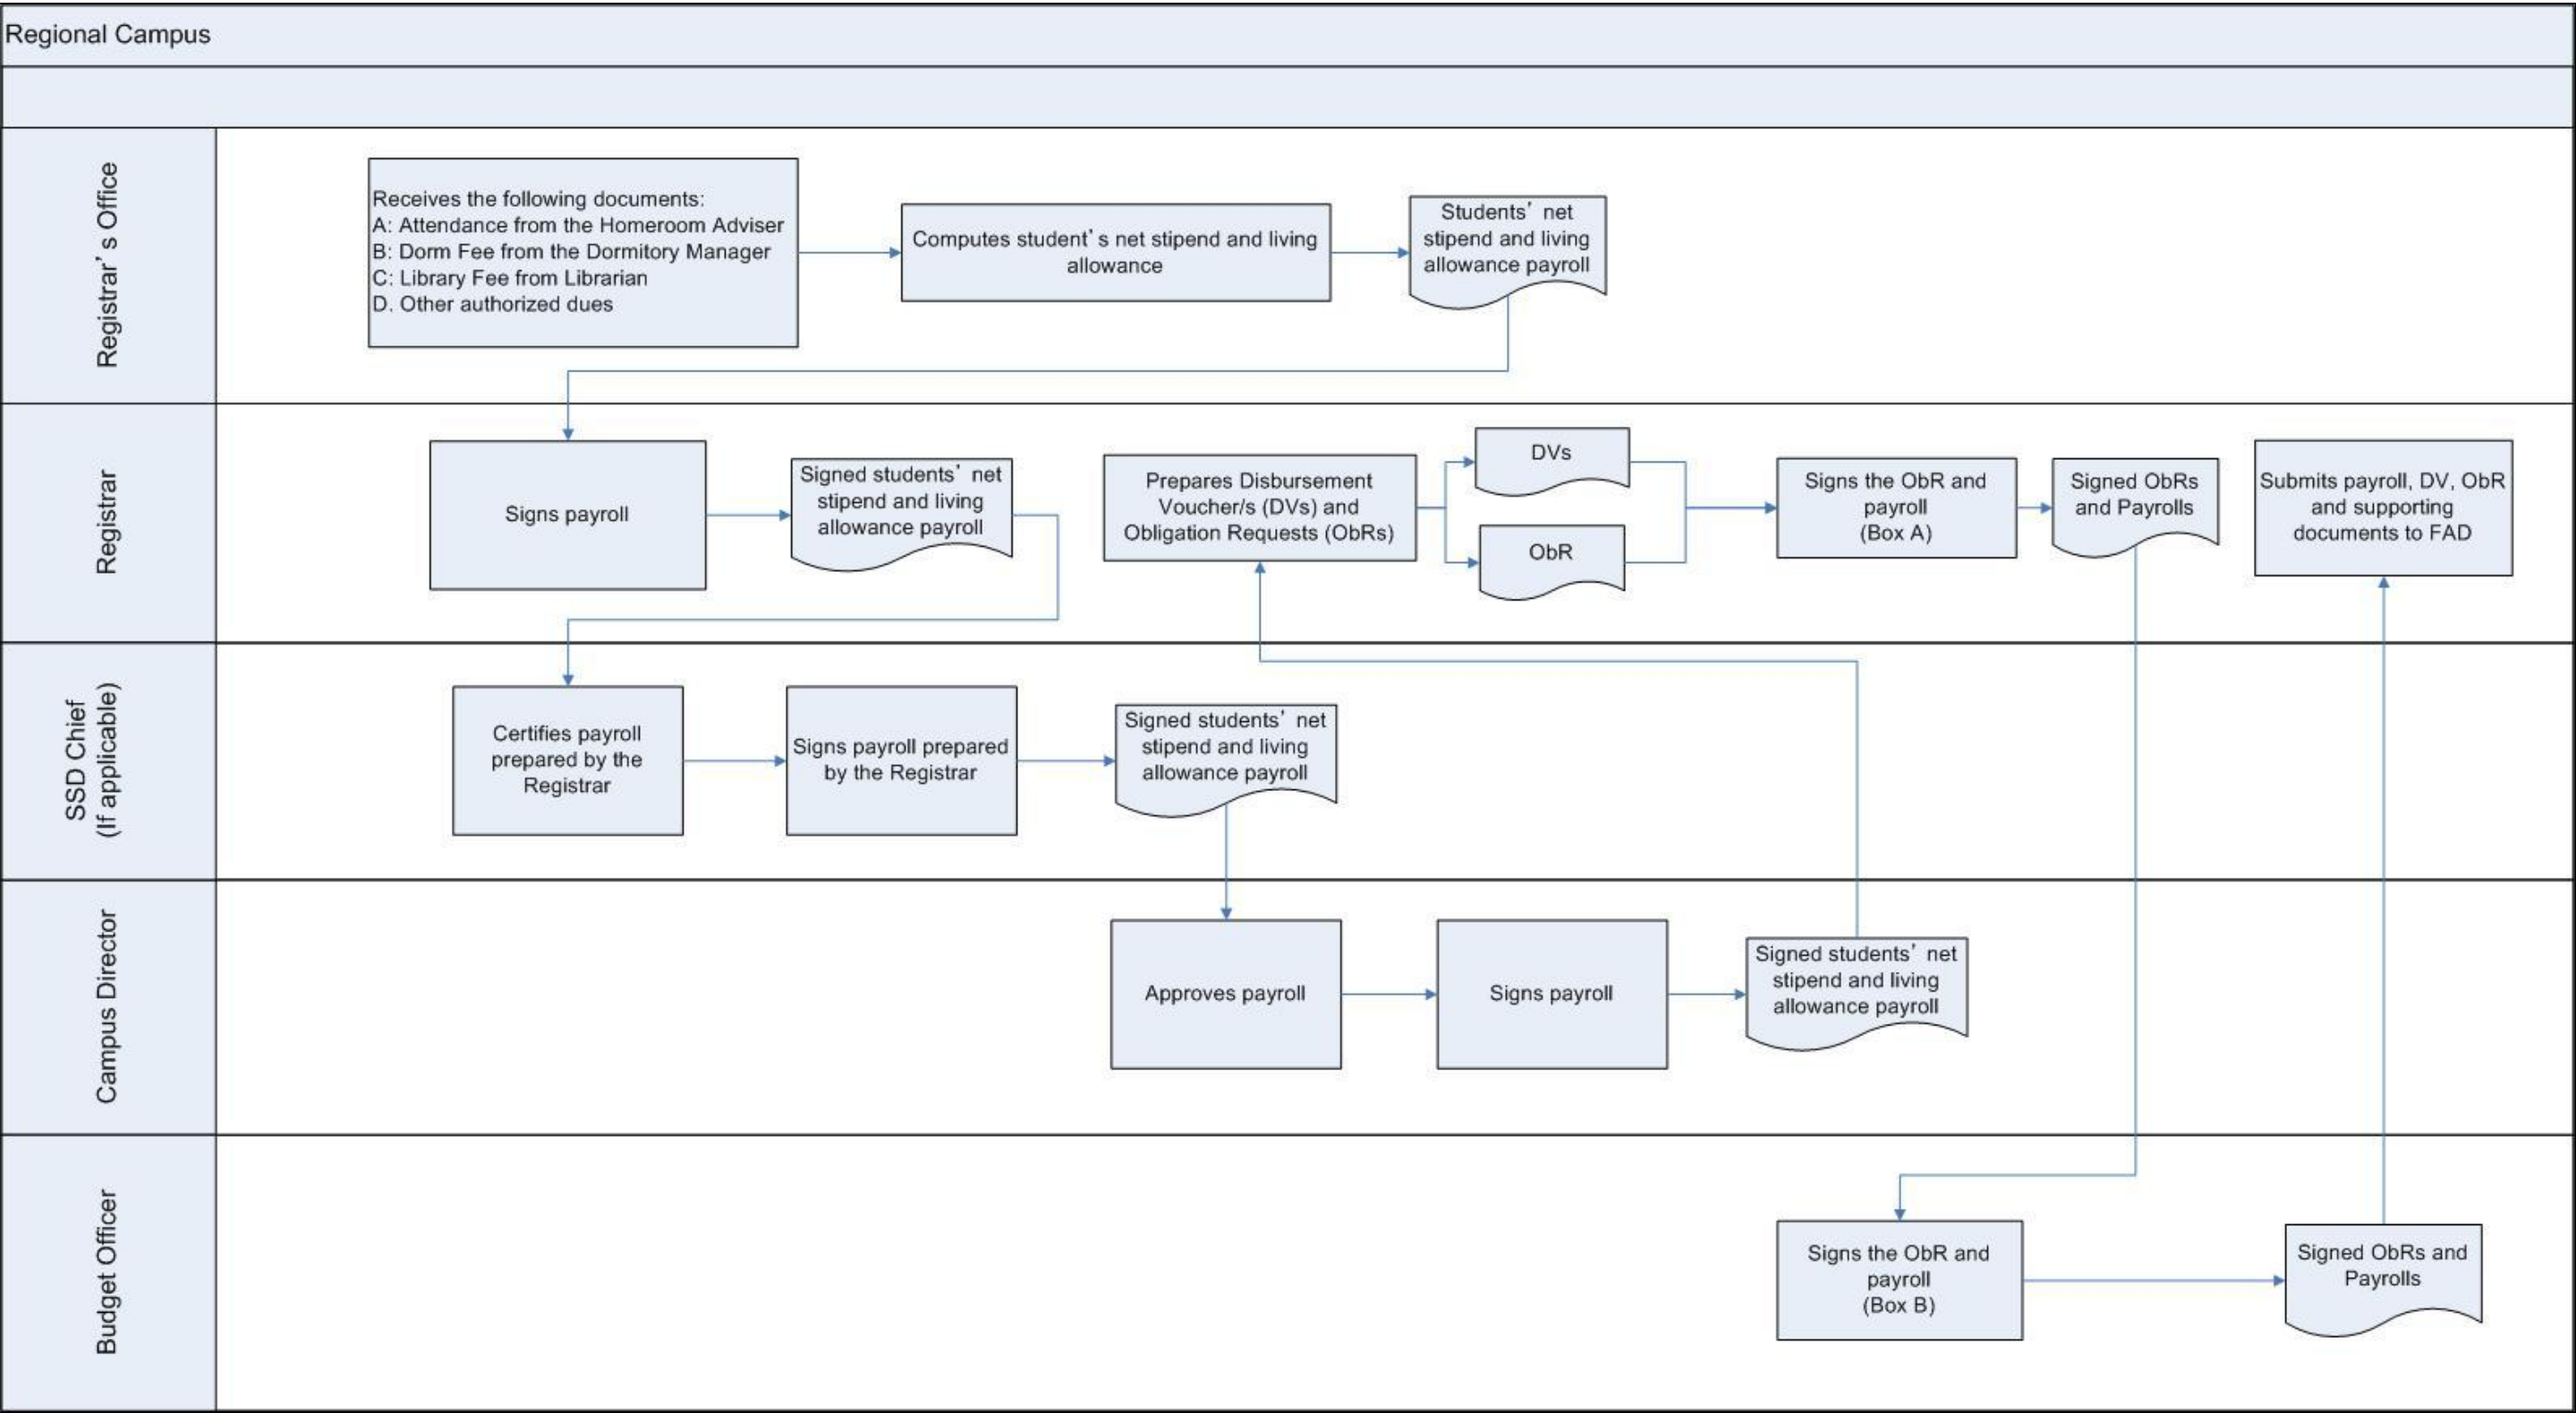 Regional Campus
Registrar's Office
Receives the following documents:
A: Attendance from the Homeroom Adviser
B: Dorm Fee from the Dormitory Manager
C: Library Fee from Librarian
D. Other authorized dues
Computes student's net stipend and living
allowance
Students' net
stipend and living
allowance payroll
Registrar
Signs payroll
Signed students' net
stipend and living
allowance payroll
Prepares Disbursement
Voucher/s (DVs) and
Obligation Requests (ObRs)
DVs
ObR
Signs the ObR and
payroll
(Box A)
Signed ObRs
and Payrolls
Submits payroll, DV, ObR
and supporting
documents to FAD
SSD Chief
(If applicable)
Certifies payroll
prepared by the
Registrar
Signs payroll prepared
by the Registrar
Signed students' net
stipend and living
allowance payroll
Campus Director
Approves payroll
Signs payroll
Signed students' net
stipend and living
allowance payroll
Budget Officer
Signs the ObR and
payroll
(Box B)
Signed ObRs and
Payrolls